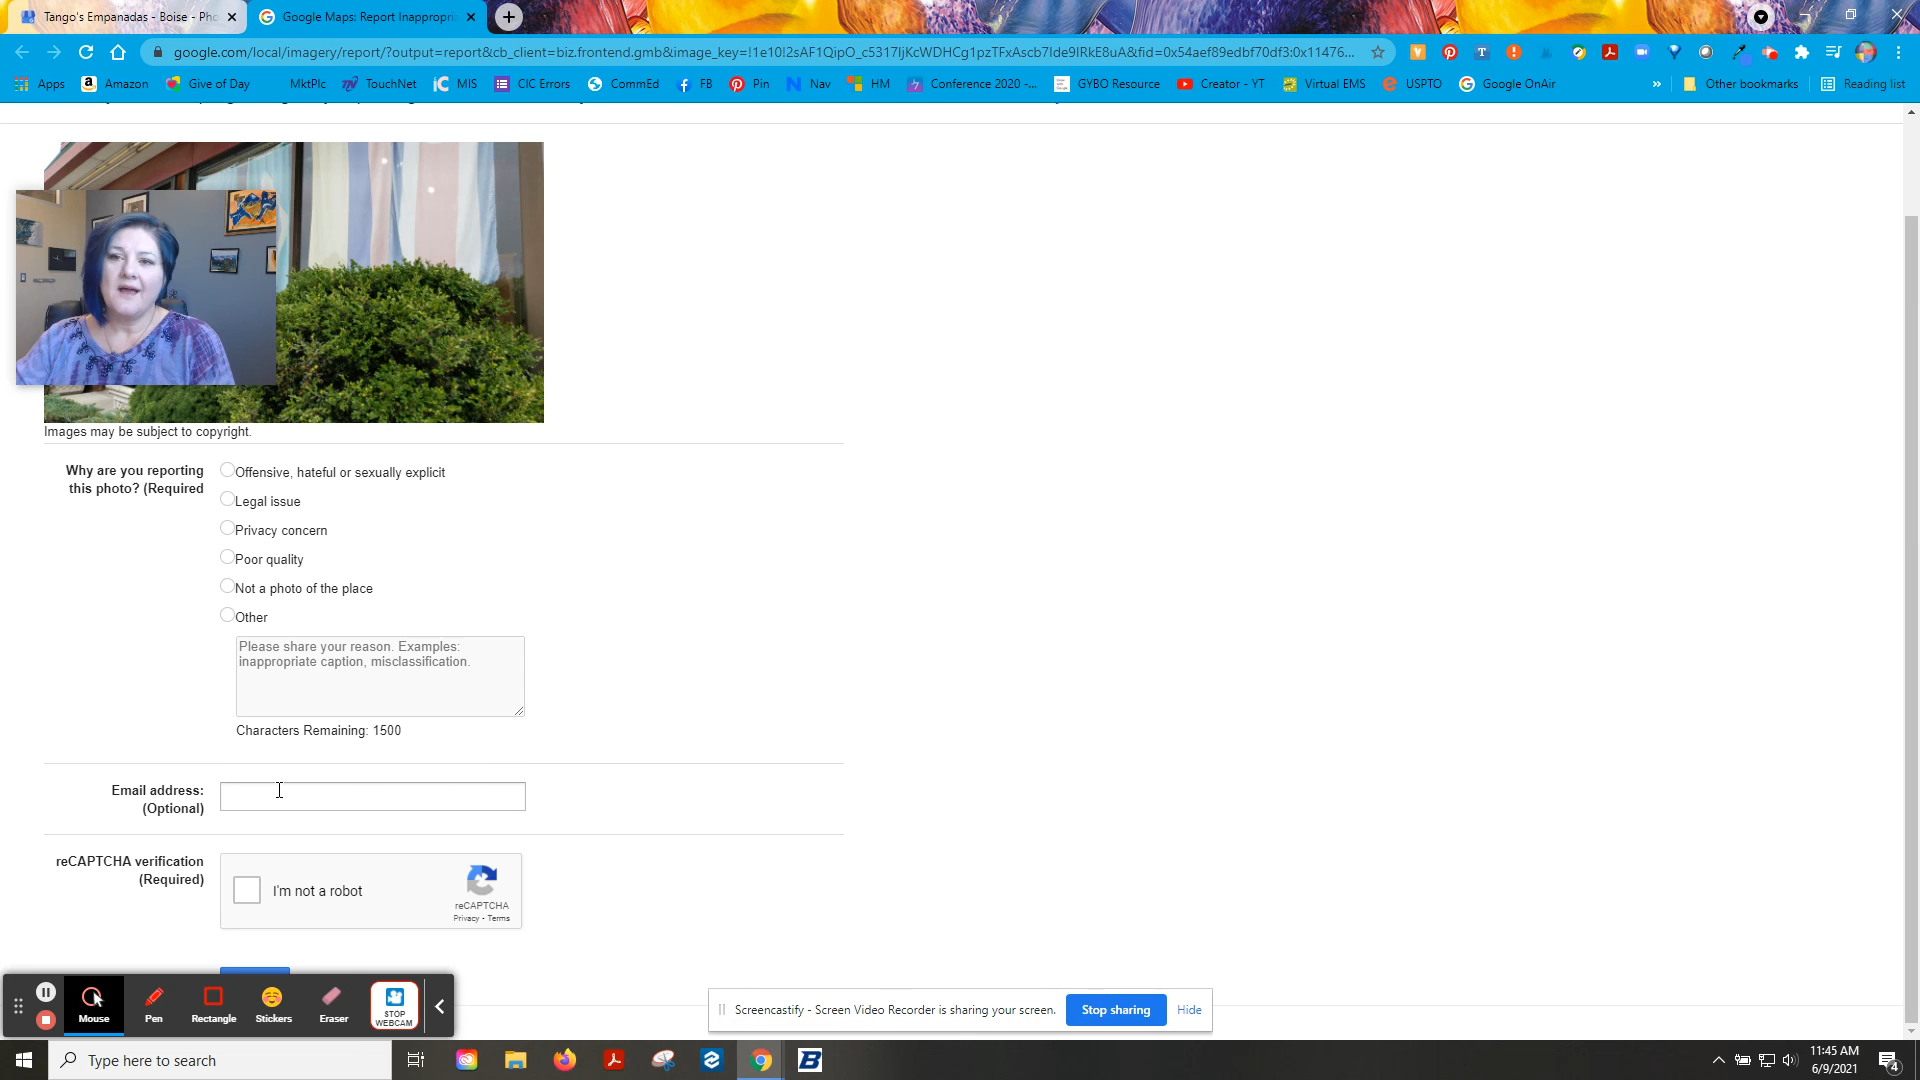 Tango's Empanadas - Boise - Pho
Google Maps: Report Inappropri
google.com/local/imagery/report/?output=report&cb_client=biz.frontend.gmb&image_key=!1e10!2sAF1QipO_c5317IjKcWDHCg1pzTFxAscb7Ide9IRkE8uA&fid=0x54aef89edbf70df3:0x11476...
Apps
Amazon
Give of Day
MktPlc
TouchNet
MIS
CIC Errors
CommEd
FB
Pin
Nav
HM
Conference 2020 -...
GYBO Resource
Creator - YT
Virtual EMS
USPTO
Google OnAir
»
Other bookmarks
Reading list
Images may be subject to copyright.
Why are you reporting
this photo? (Required
Offensive, hateful or sexually explicit
Legal issue
Privacy concern
Poor quality
Not a photo of the place
Other
Please share your reason. Examples:
inappropriate caption, misclassification.
Characters Remaining: 1500
Email address:
(Optional)
reCAPTCHA verification
(Required)
I'm not a robot
reCAPTCHA
Privacy - Terms
Mouse
Pen
Rectangle
Stickers
Eraser
STOP
WEBCAM
Screencastify - Screen Video Recorder is sharing your screen.
Stop sharing
Hide
Type here to search
11:45 AM
6/9/2021
4